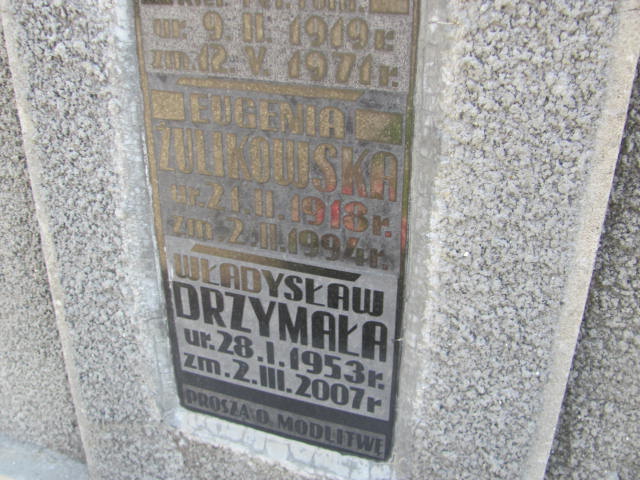 ur. 9 II 1919 r.
zm. 12. V. 1971 r.
EUGENIA
ZULIKOWSKA
ur. 21. II. 1918 r.
zm 2. II. 1994 r.
WŁADYSŁAW
DRZYMAŁA
ur. 28. I. 1953 r.
zm. 2. III. 2007 r
PROSZĄ O MODLITWĘ